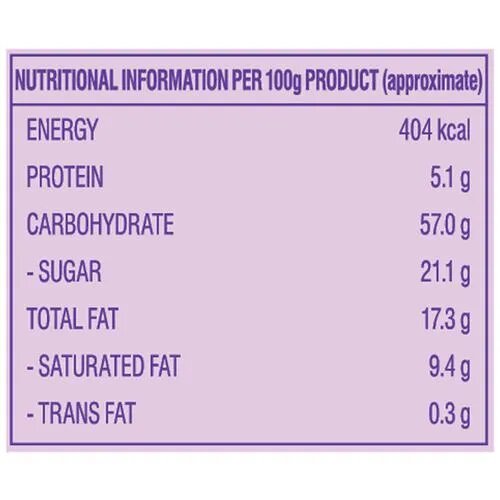 NUTRITIONAL INFORMATION PER 100g PRODUCT (approximate)
ENERGY 404 kcal
PROTEIN 5.1 g
CARBOHYDRATE 57.0 g
- SUGAR 21.1 g
TOTAL FAT 17.3 g
- SATURATED FAT 9.4 g
- TRANS FAT 0.3 g